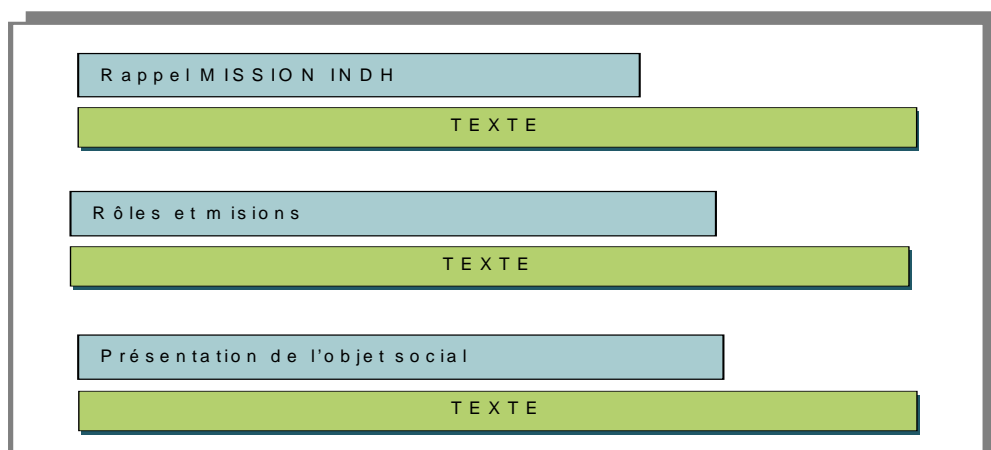 Rappel MISSION INDH
TEXTE
Rôles et misions
TEXTE
Présentation de l'objet social
TEXTE